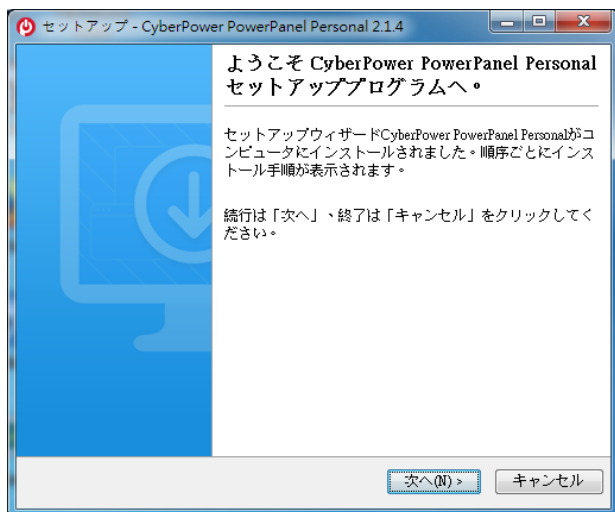 セットアップ - CyberPower PowerPanel Personal 2.1.4
ようこそ CyberPower PowerPanel Personal
セットアッププログラムへ。
セットアップウィザードCyberPower PowerPanel Personalがコ
ンピュータにインストールされました。順序ごとにインス
トール手順が表示されます。
続行は「次へ」、終了は「キャンセル」をクリックしてく
ださい。
次へ(N) >
キャンセル